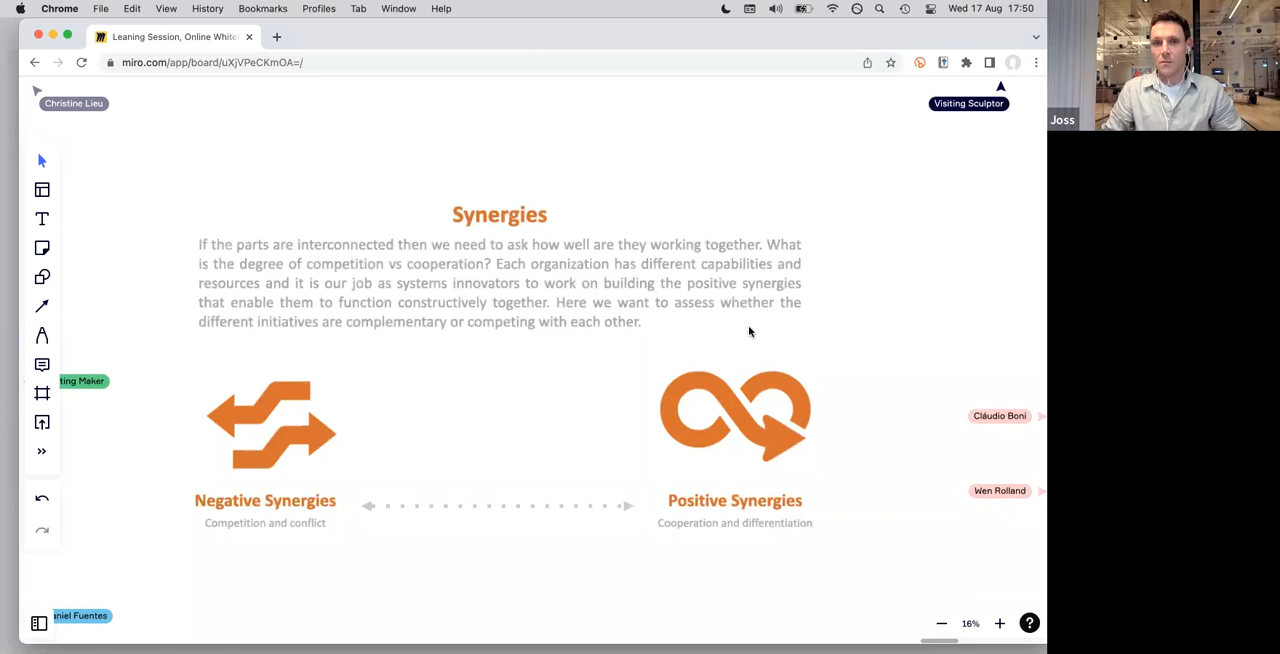 Chrome File Edit View History Bookmarks Profiles Tab Window Help Wed 17 Aug 17:50
Leaning Session, Online White
miro.com/app/board/uXjVPeCKmOA=/
Christine Lieu
Visiting Sculptor
Joss
Synergies
If the parts are interconnected then we need to ask how well are they working together. What
is the degree of competition vs cooperation? Each organization has different capabilities and
resources and it is our job as systems innovators to work on building the positive synergies
that enable them to function constructively together. Here we want to assess whether the
different initiatives are complementary or competing with each other.
ting Maker
Cláudio Boni
Wen Rolland
Negative Synergies
Competition and conflict
Positive Synergies
Cooperation and differentiation
aniel Fuentes
16%